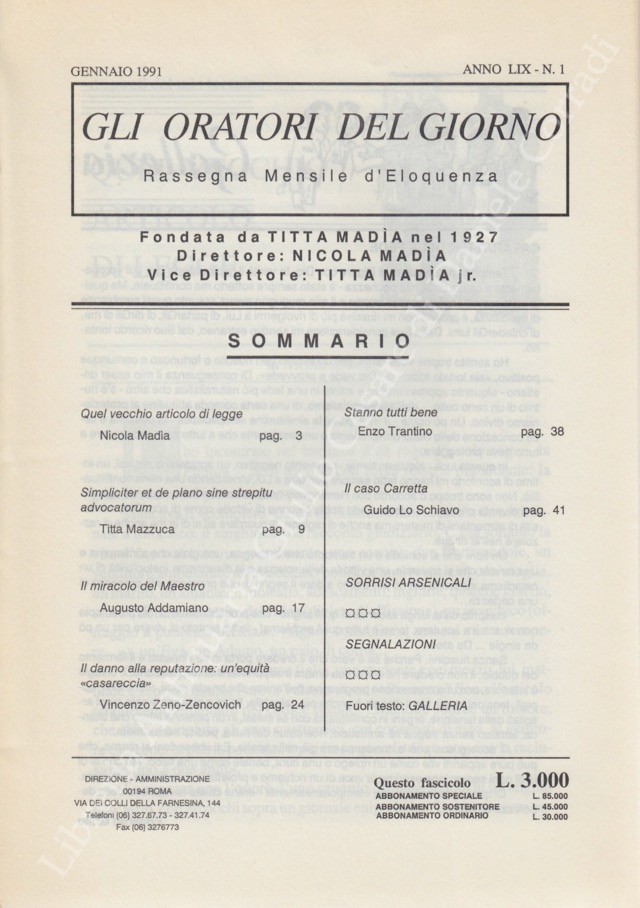 GENNAIO 1991
ANNO LIX - N. 1
GLI ORATORI DEL GIORNO
Rassegna Mensile d'Eloquenza
Fondata da TITTA MADÌA nel 1927
Direttore: NICOLA MADÌA
Vice Direttore: TITTA MADÌA jr.
SOMMARIO
Quel vecchio articolo di legge
Nicola Madìa pag. 3
Simpliciter et de plano sine strepitu
advocatorum
Titta Mazzuca pag. 9
Il miracolo del Maestro
Augusto Addamiano pag. 17
Il danno alla reputazione: un'equità
«casareccia»
Vincenzo Zeno-Zencovich pag. 24
Stanno tutti bene
Enzo Trantino pag. 38
Il caso Carretta
Guido Lo Schiavo pag. 41
SORRISI ARSENICALI
¤ ¤ ¤
SEGNALAZIONI
¤ ¤ ¤
Fuori testo: GALLERIA
DIREZIONE - AMMINISTRAZIONE
00194 ROMA
VIA DEI COLLI DELLA FARNESINA, 144
Telefoni (06) 327.67.73 - 327.41.74
Fax (06) 3276773
Questo fascicolo L. 3.000
ABBONAMENTO SPECIALE L. 85.000
ABBONAMENTO SOSTENITORE L. 45.000
ABBONAMENTO ORDINARIO L. 30.000